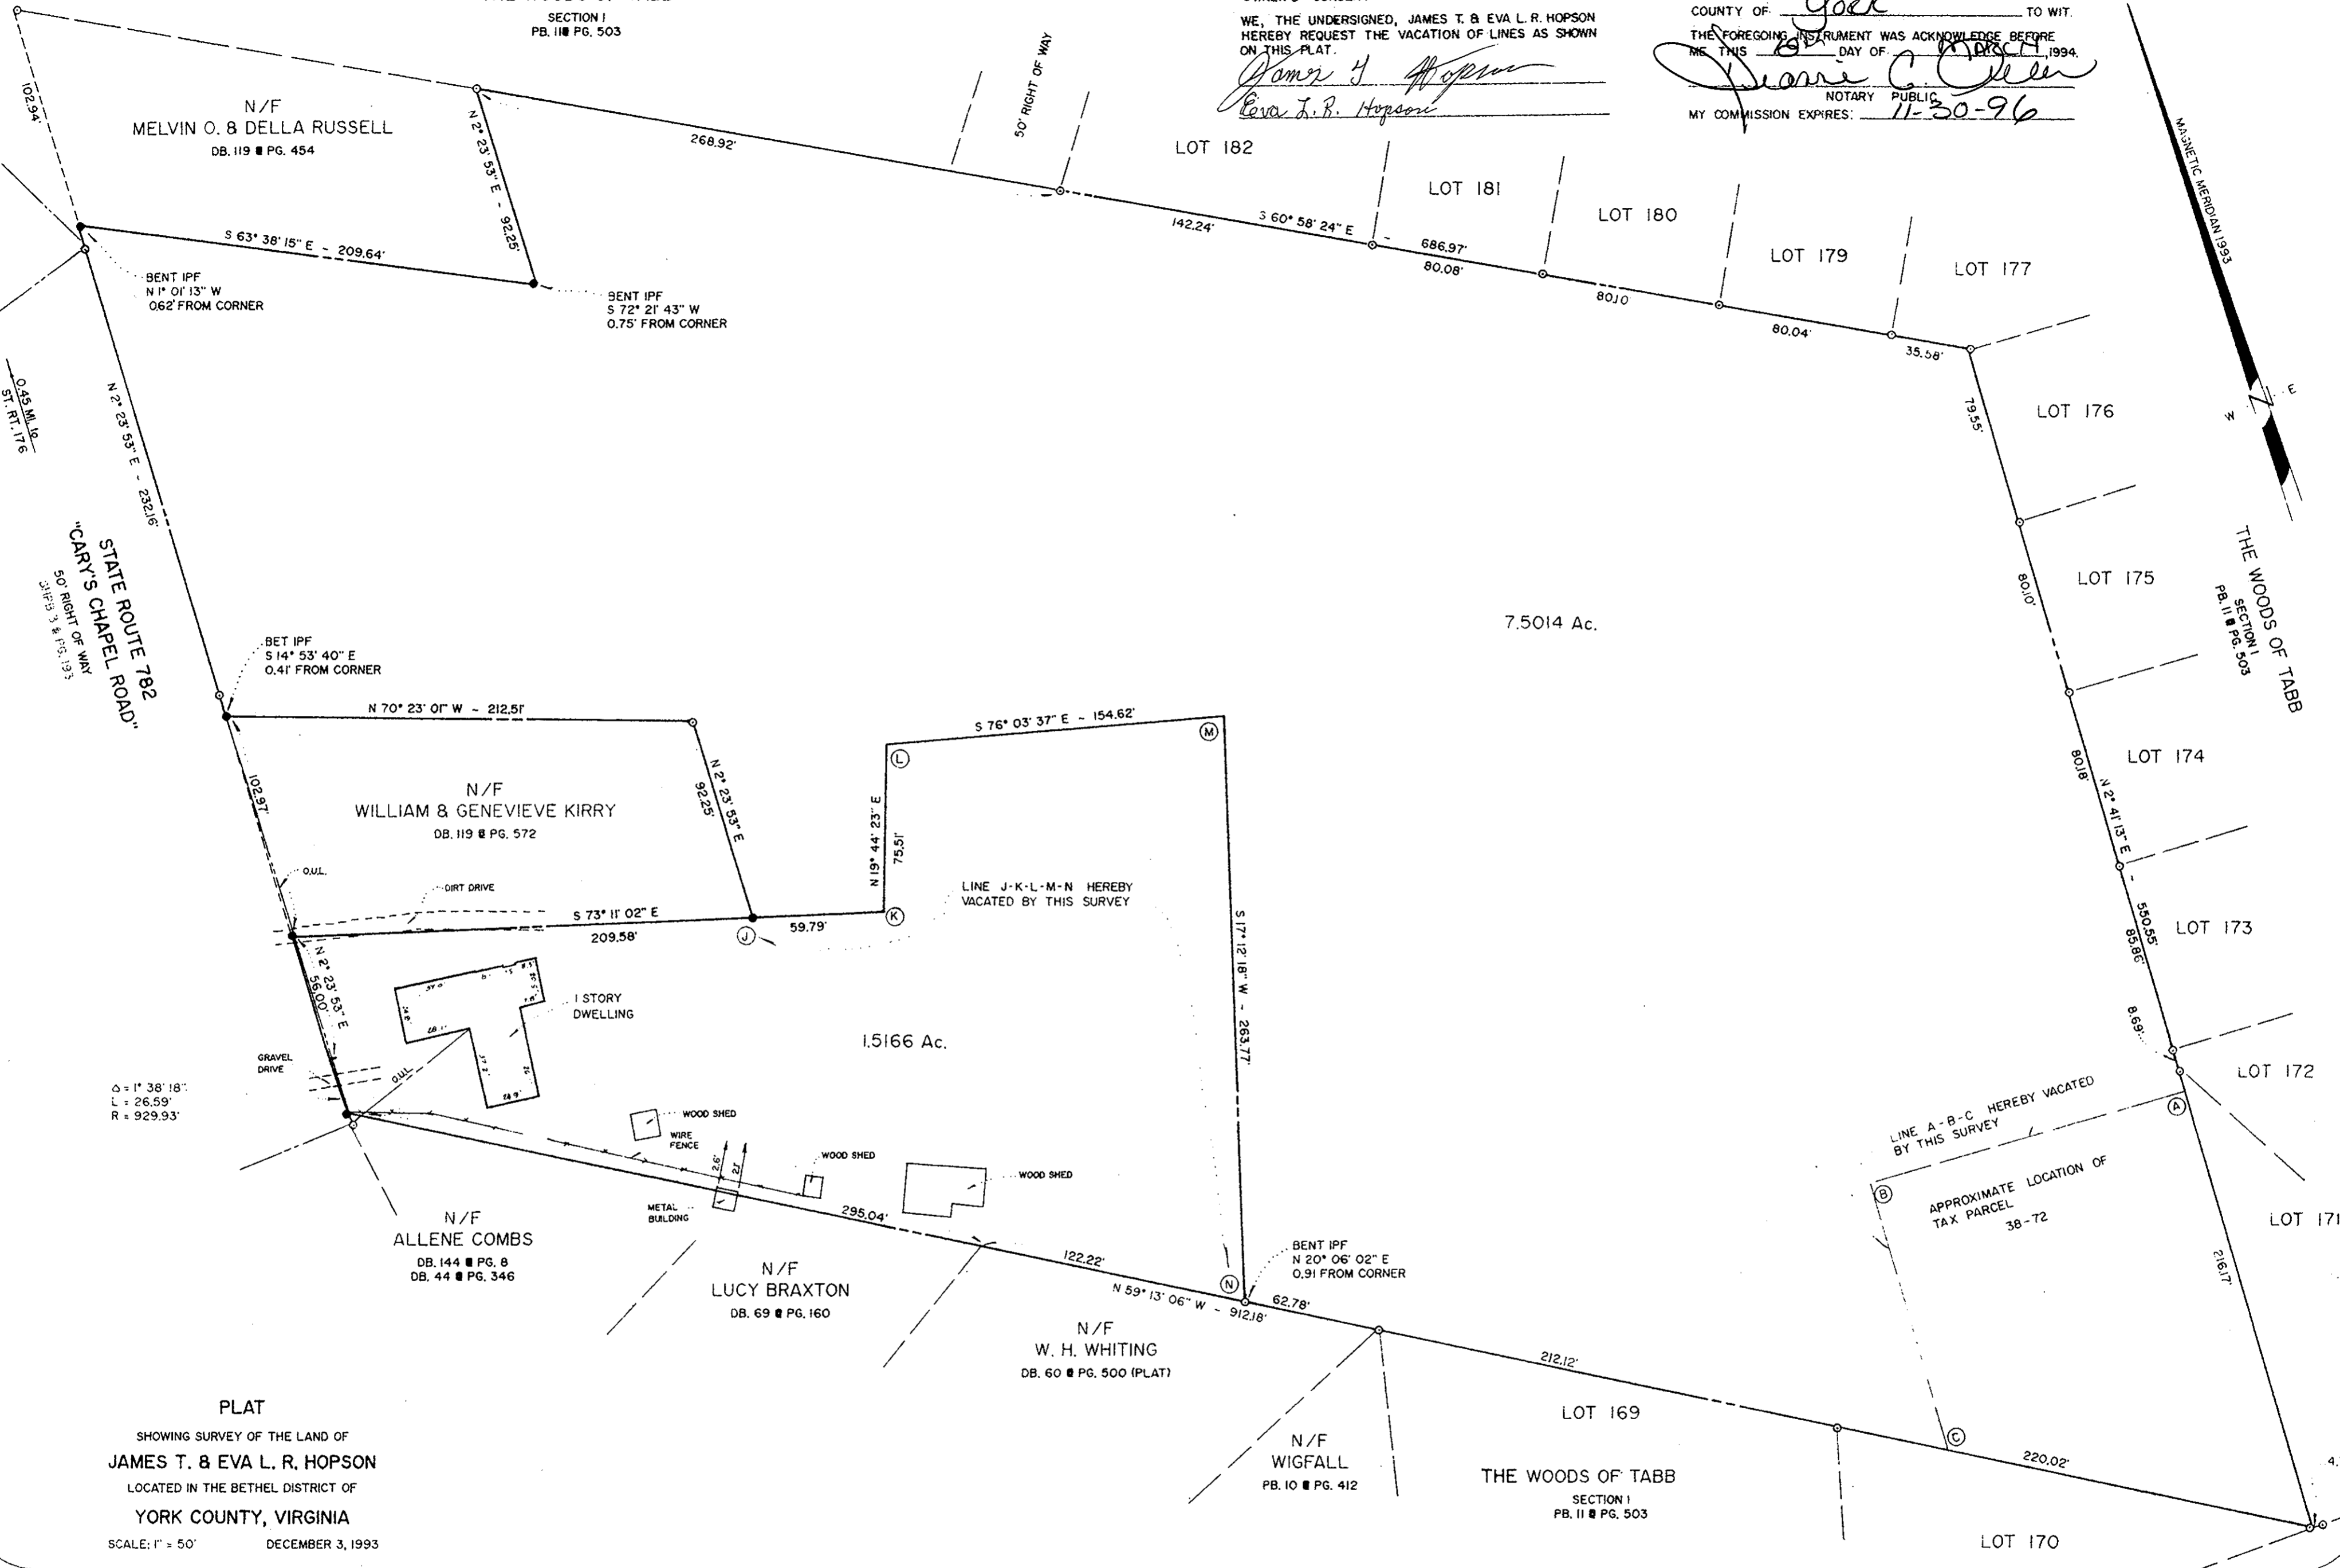 SECTION 1
PB. 11 @ PG. 503
WE, THE UNDERSIGNED, JAMES T. & EVA L. R. HOPSON
HEREBY REQUEST THE VACATION OF LINES AS SHOWN
ON THIS PLAT.
James T Hopson
Eva L. R. Hopson
COUNTY OF York TO WIT.
THE FOREGOING INSTRUMENT WAS ACKNOWLEDGE BEFORE
ME THIS DAY OF MARCH, 1994.
NOTARY PUBLIC
MY COMMISSION EXPIRES: 11-30-96
MAGNETIC MERIDIAN 1993
N
W
E
102.94'
N/F
MELVIN O. & DELLA RUSSELL
DB. 119 @ PG. 454
N 2° 23' 53" E - 92.25'
268.92'
50' RIGHT OF WAY
LOT 182
LOT 181
LOT 180
LOT 179
LOT 177
142.24'
S 60° 58' 24" E - 686.97'
80.08'
80.10
80.04'
35.58'
S 63° 38' 15" E - 209.64'
BENT IPF
N 1° 01' 13" W
0.62' FROM CORNER
BENT IPF
S 72° 21' 43" W
0.75' FROM CORNER
0.45 MI. to
ST. RT. 176
N 2° 23' 53" E - 232.16'
STATE ROUTE 782
"CARY'S CHAPEL ROAD"
50' RIGHT OF WAY
SHPB 3 @ PG. 193
79.55'
LOT 176
80.10'
LOT 175
80.18'
LOT 174
N 2° 41' 13" E - 550.55'
85.86'
LOT 173
8.69'
LOT 172
THE WOODS OF TABB
SECTION 1
PB. 11 @ PG. 503
7.5014 Ac.
BET IPF
S 14° 53' 40" E
0.41' FROM CORNER
N 70° 23' 01" W - 212.51'
102.97'
N/F
WILLIAM & GENEVIEVE KIRRY
DB. 119 @ PG. 572
N 2° 23' 53" E
92.25'
S 76° 03' 37" E - 154.62'
L
M
N 19° 44' 23" E
75.51'
LINE J-K-L-M-N HEREBY
VACATED BY THIS SURVEY
O.U.L.
DIRT DRIVE
S 73° 11' 02" E
209.58'
J
59.79'
K
S 17° 12' 18" W - 263.77'
N 2° 23' 53" E
56.00'
1 STORY
DWELLING
1.5166 Ac.
GRAVEL
DRIVE
O.U.L.
Δ = 1° 38' 18"
L = 26.59'
R = 929.93'
WOOD SHED
WIRE
FENCE
2.6'
2.1'
WOOD SHED
WOOD SHED
METAL
BUILDING
295.04'
122.22'
N 59° 13' 06" W - 912.18'
N
BENT IPF
N 20° 06' 02" E
0.91 FROM CORNER
62.78'
212.12'
220.02'
LINE A-B-C HEREBY VACATED
BY THIS SURVEY
A
B
C
APPROXIMATE LOCATION OF
TAX PARCEL
38-72
LOT 171
216.17'
N/F
ALLENE COMBS
DB. 144 @ PG. 8
DB. 44 @ PG. 346
N/F
LUCY BRAXTON
DB. 69 @ PG. 160
N/F
W. H. WHITING
DB. 60 @ PG. 500 (PLAT)
N/F
WIGFALL
PB. 10 @ PG. 412
LOT 169
THE WOODS OF TABB
SECTION 1
PB. 11 @ PG. 503
LOT 170
PLAT
SHOWING SURVEY OF THE LAND OF
JAMES T. & EVA L. R. HOPSON
LOCATED IN THE BETHEL DISTRICT OF
YORK COUNTY, VIRGINIA
SCALE: 1" = 50' DECEMBER 3, 1993